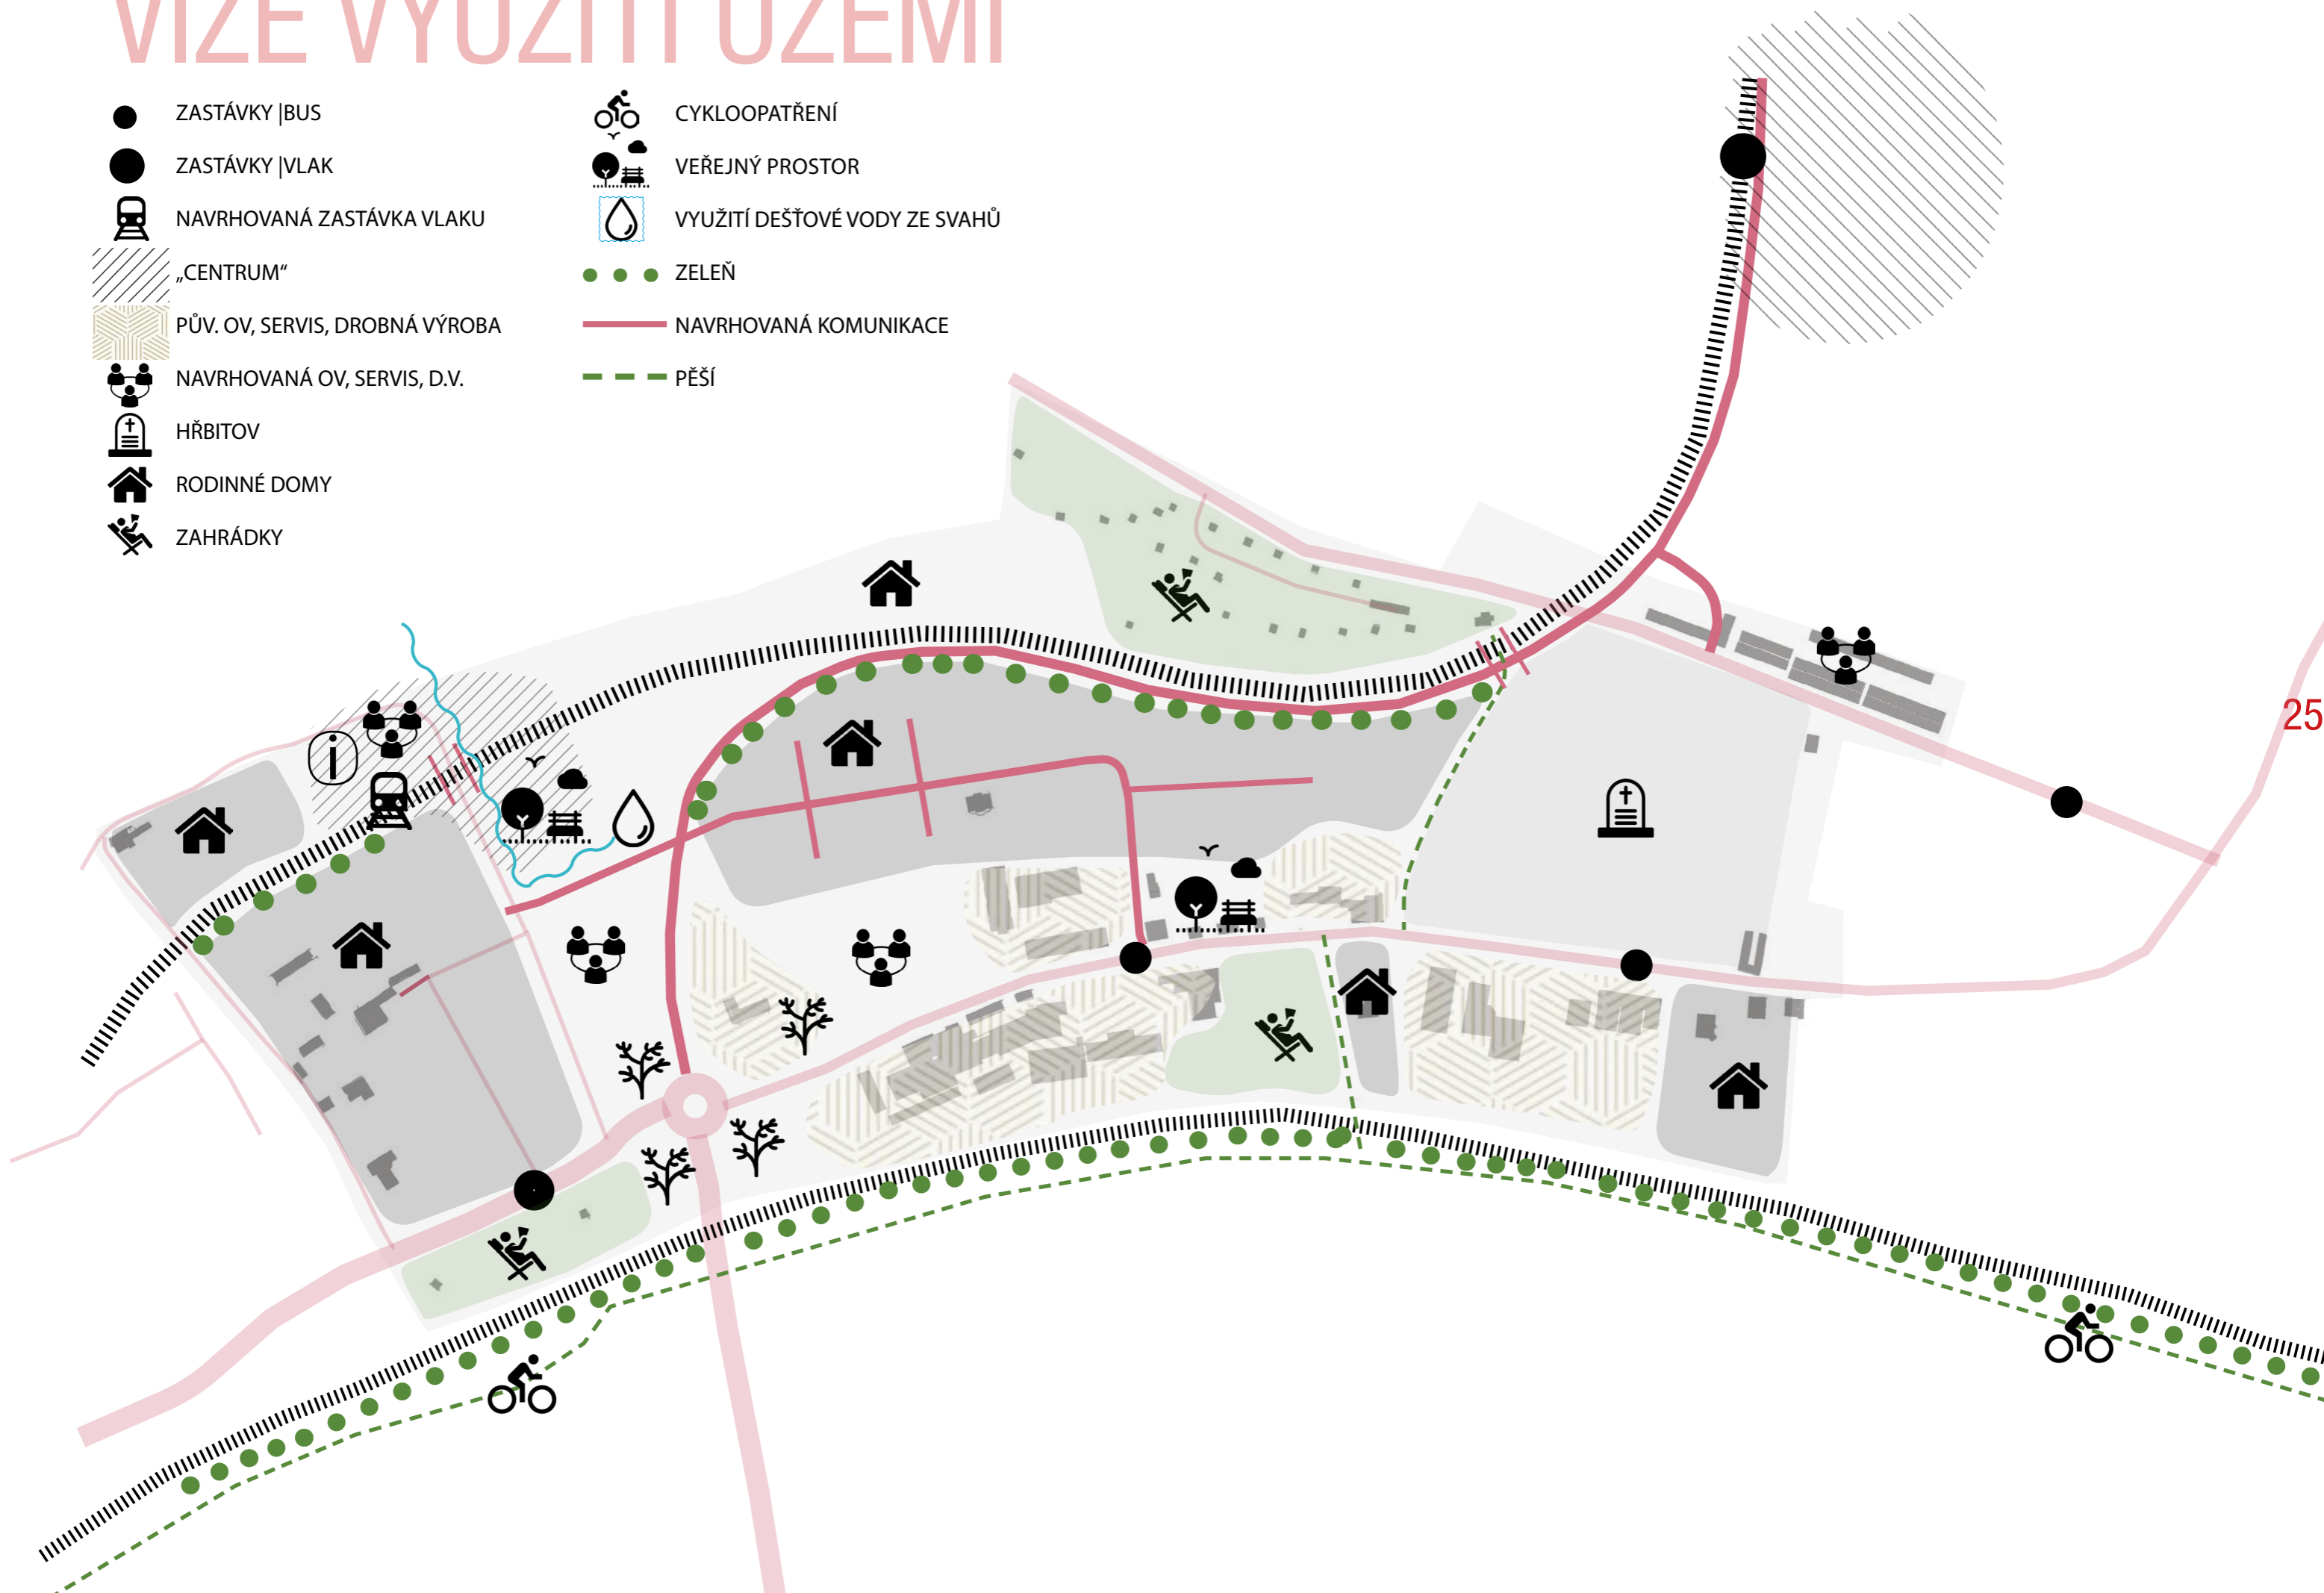 VIZE VYUŽITÍ ÚZEMÍ
ZASTÁVKY |BUS
ZASTÁVKY |VLAK
NAVRHOVANÁ ZASTÁVKA VLAKU
„CENTRUM“
PŮV. OV, SERVIS, DROBNÁ VÝROBA
NAVRHOVANÁ OV, SERVIS, D.V.
HŘBITOV
RODINNÉ DOMY
ZAHRÁDKY
CYKLOOPATŘENÍ
VEŘEJNÝ PROSTOR
VYUŽITÍ DEŠŤOVÉ VODY ZE SVAHŮ
ZELEŇ
NAVRHOVANÁ KOMUNIKACE
PĚŠÍ
i
25